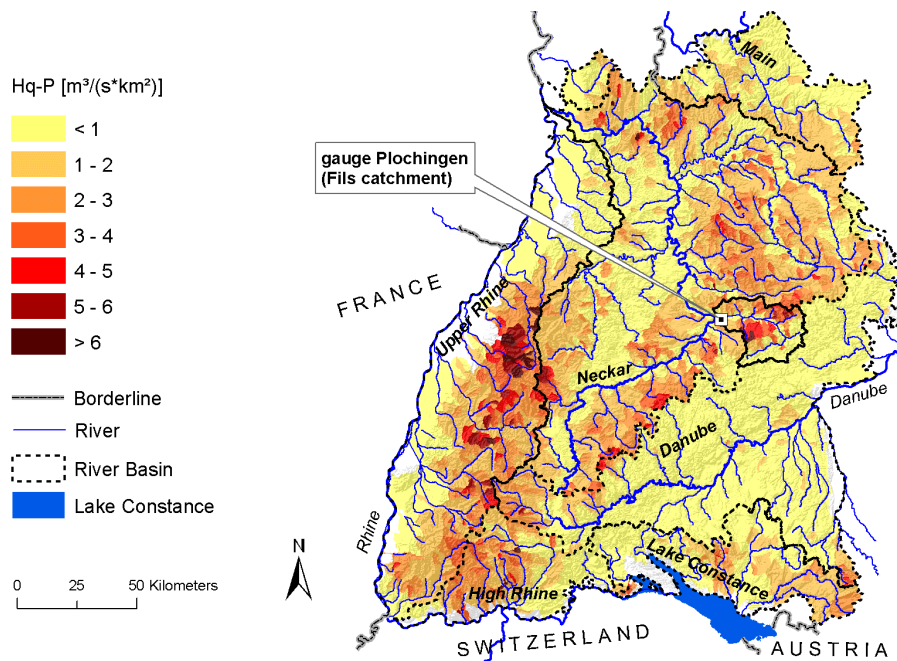 Hq-P [m³/(s*km²)]
< 1
1 - 2
2 - 3
3 - 4
4 - 5
5 - 6
> 6
Borderline
River
River Basin
Lake Constance
0 25 50 Kilometers
N
gauge Plochingen
(Fils catchment)
Main
FRANCE
Upper Rhine
Neckar
Danube
Danube
Rhine
High Rhine
Lake Constance
SWITZERLAND
AUSTRIA